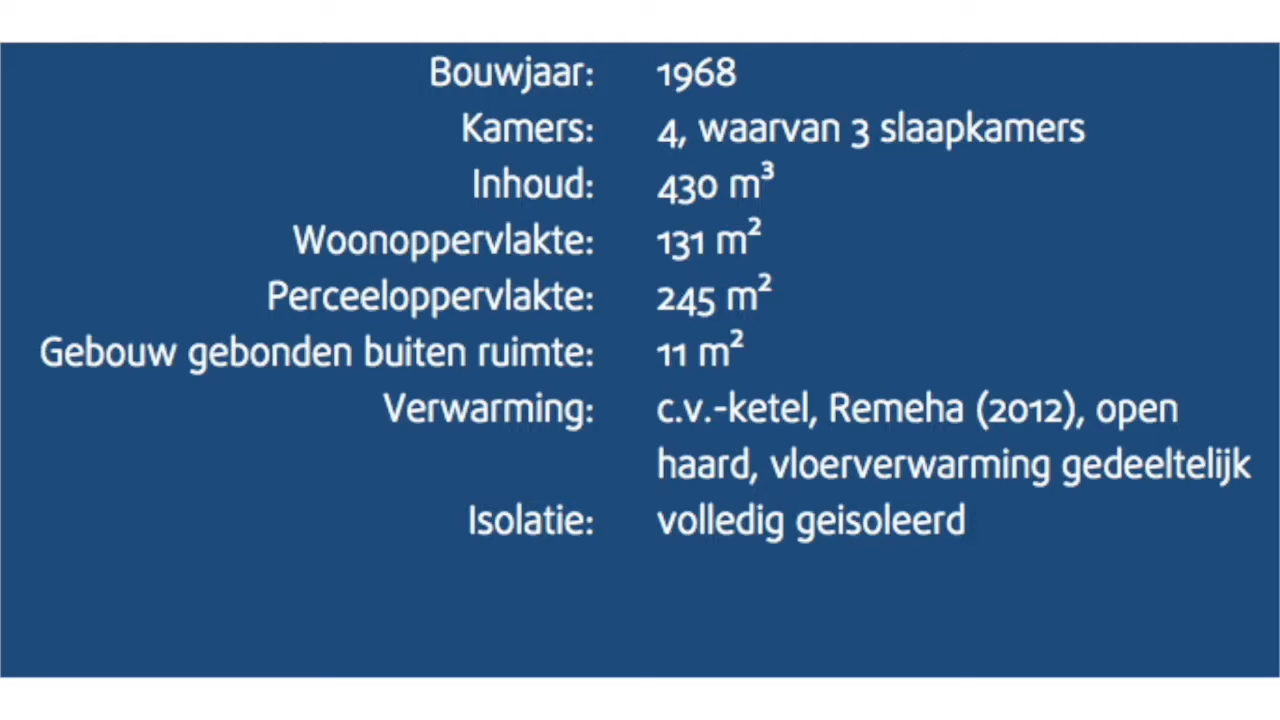 Bouwjaar: 1968
Kamers: 4, waarvan 3 slaapkamers
Inhoud: 430 m³
Woonoppervlakte: 131 m²
Perceeloppervlakte: 245 m²
Gebouw gebonden buiten ruimte: 11 m²
Verwarming: c.v.-ketel, Remeha (2012), open
haard, vloerverwarming gedeeltelijk
Isolatie: volledig geisoleerd